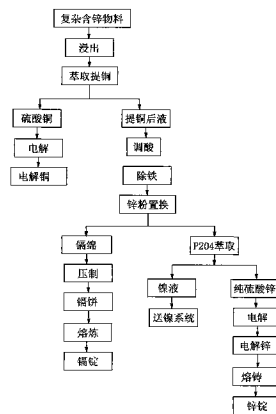 复杂含锌物料
浸出
萃取提铜
硫酸铜
提铜后液
电解
调酸
电解铜
除铁
锌粉置换
镉绵
P204萃取
压制
镍液
纯硫酸锌
镉饼
送镍系统
电解
熔炼
电解锌
镉锭
熔铸
锌锭